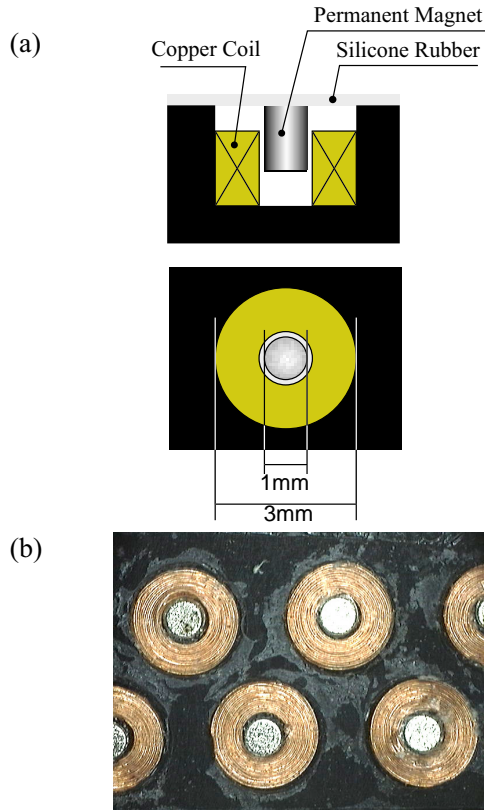 (a)
Permanent Magnet
Copper Coil
Silicone Rubber
1mm
3mm
(b)